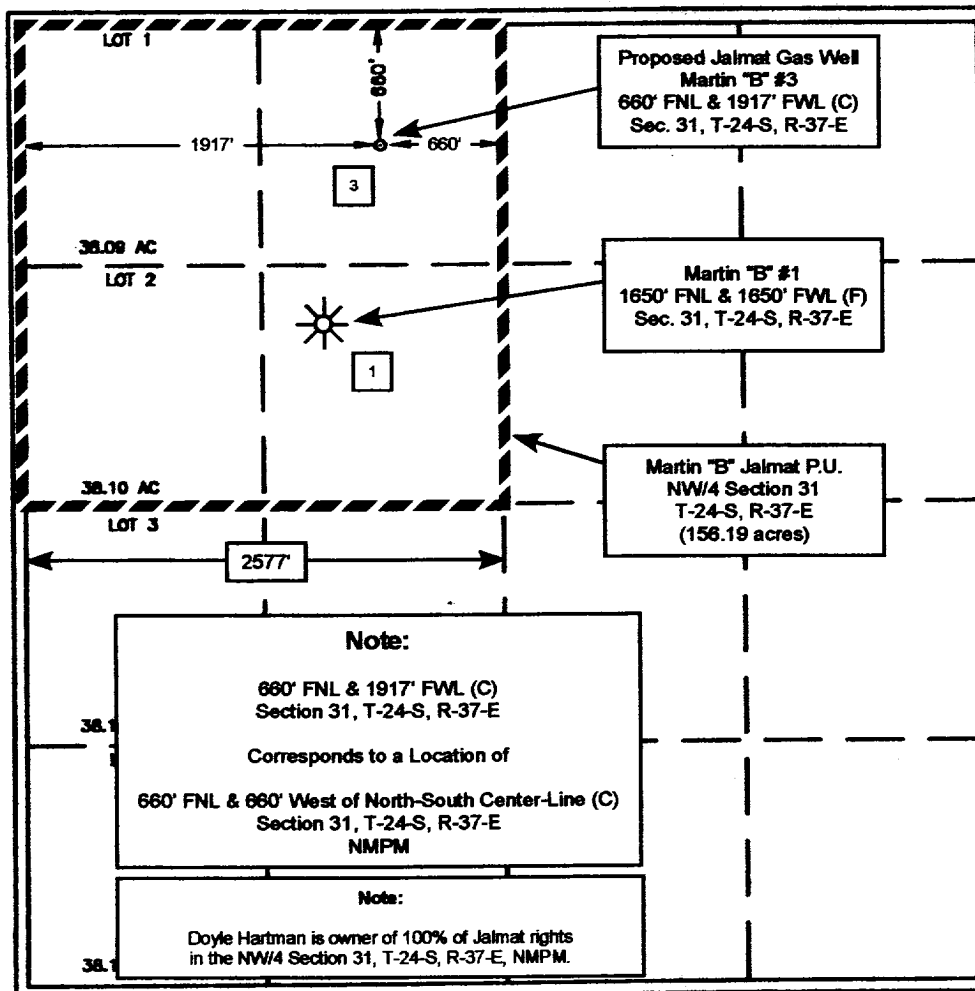 LOT 1
660'
Proposed Jalmat Gas Well
Martin "B" #3
660' FNL & 1917' FWL (C)
Sec. 31, T-24-S, R-37-E
1917'
660'
3
38.09 AC
LOT 2
Martin "B" #1
1650' FNL & 1650' FWL (F)
Sec. 31, T-24-S, R-37-E
1
Martin "B" Jalmat P.U.
NW/4 Section 31
T-24-S, R-37-E
(156.19 acres)
38.10 AC
LOT 3
2577'
Note:
660' FNL & 1917' FWL (C)
Section 31, T-24-S, R-37-E
Corresponds to a Location of
660' FNL & 660' West of North-South Center-Line (C)
Section 31, T-24-S, R-37-E
NMPM
38.1
Note:
Doyle Hartman is owner of 100% of Jalmat rights
in the NW/4 Section 31, T-24-S, R-37-E, NMPM.
38.1